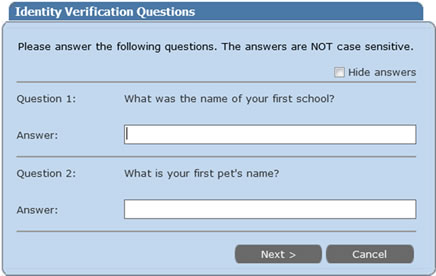 Identity Verification Questions
Please answer the following questions. The answers are NOT case sensitive.
Hide answers
Question 1: What was the name of your first school?
Answer:
Question 2: What is your first pet's name?
Answer:
Next > Cancel